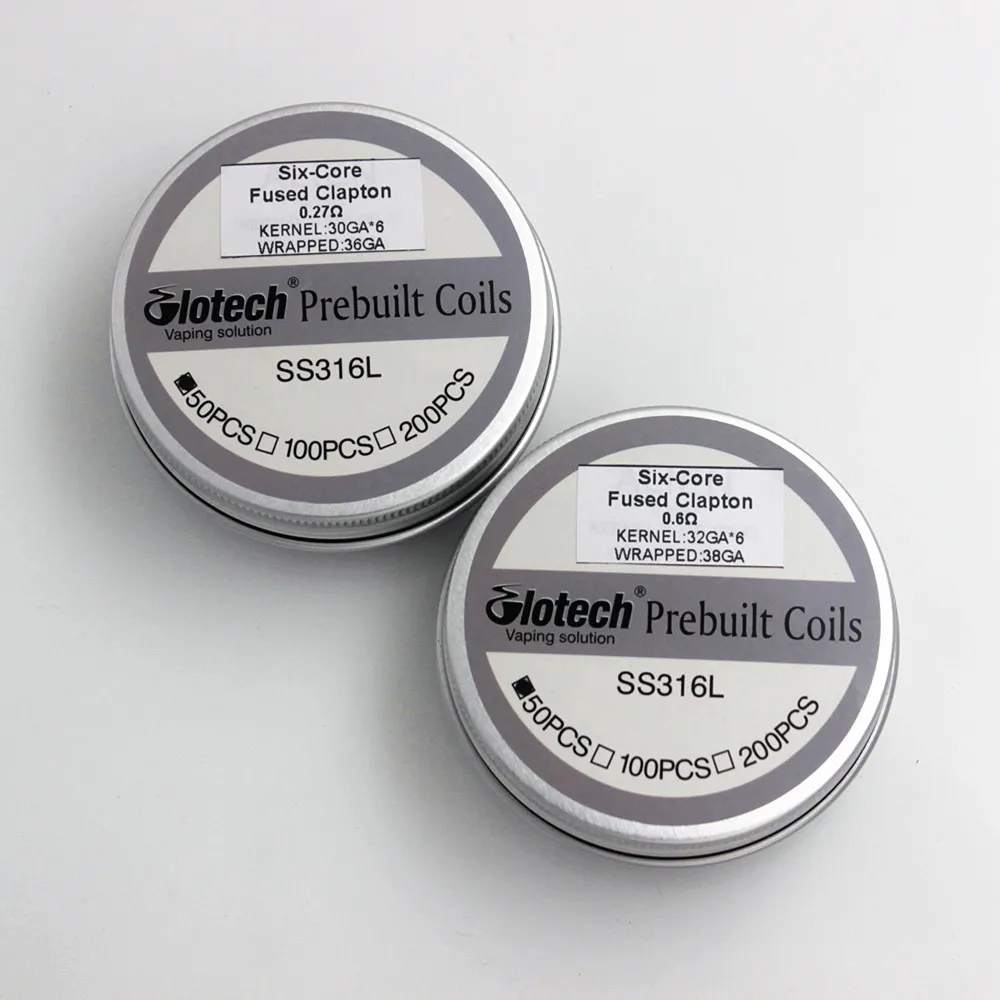 Six-Core
Fused Clapton
0.27Ω
KERNEL:30GA*6
WRAPPED:36GA
Glotech® Prebuilt Coils
Vaping solution
SS316L
50PCS 100PCS 200PCS
Six-Core
Fused Clapton
0.6Ω
KERNEL:32GA*6
WRAPPED:38GA
Glotech® Prebuilt Coils
Vaping solution
SS316L
50PCS 100PCS 200PCS